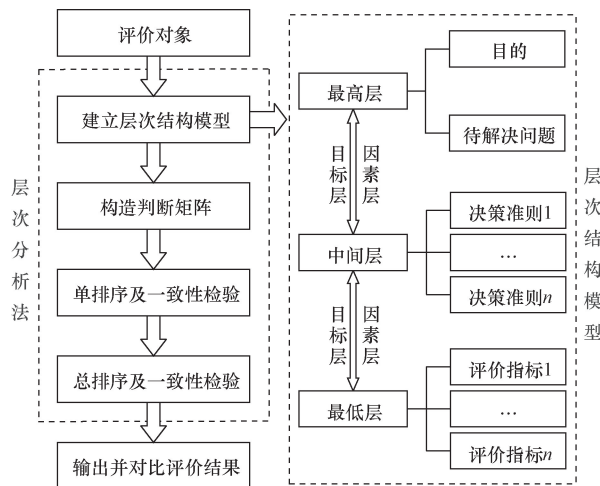 评价对象
建立层次结构模型
构造判断矩阵
单排序及一致性检验
总排序及一致性检验
输出并对比评价结果
层次分析法
最高层
目的
待解决问题
目标层
因素层
中间层
决策准则1
…
决策准则n
目标层
因素层
最低层
评价指标1
…
评价指标n
层次结构模型